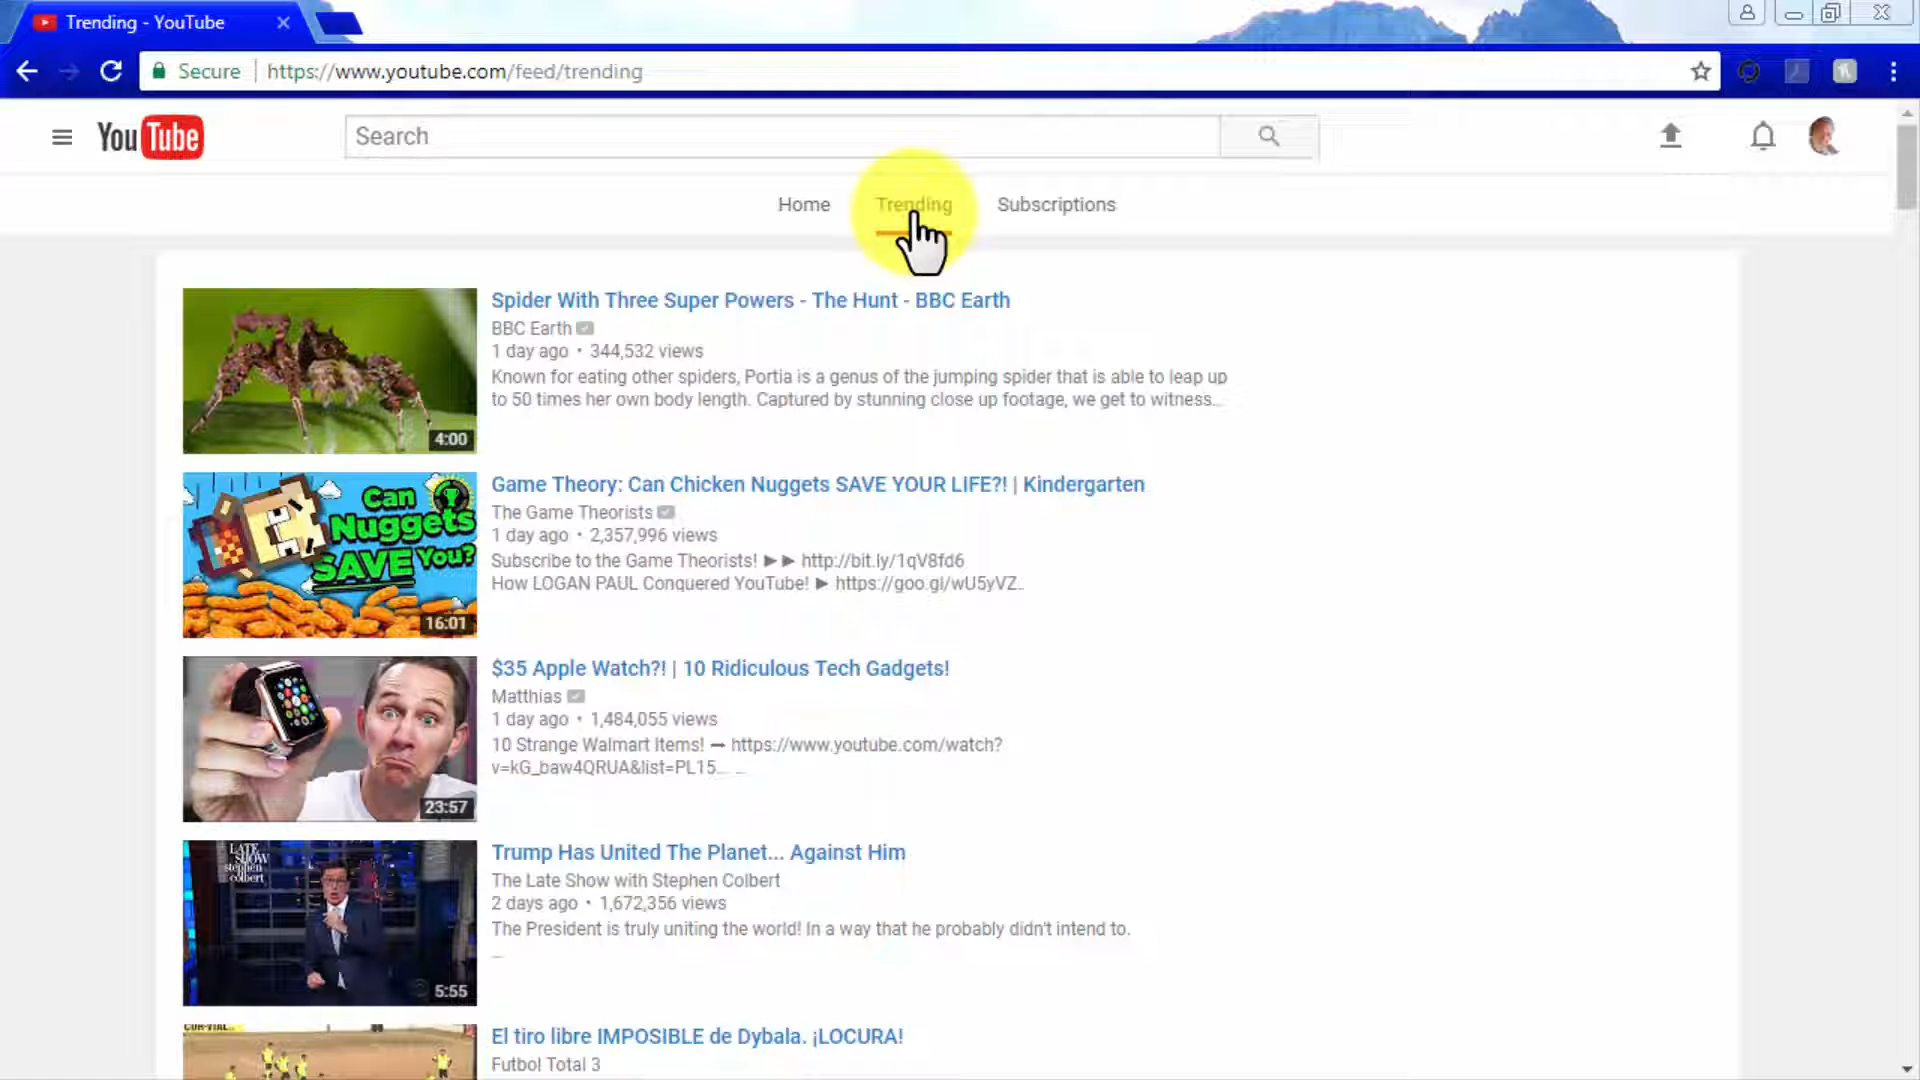 Trending - YouTube
Secure https://www.youtube.com/feed/trending
YouTube
Search
Home Trending Subscriptions
Spider With Three Super Powers - The Hunt - BBC Earth
BBC Earth
1 day ago • 344,532 views
Known for eating other spiders, Portia is a genus of the jumping spider that is able to leap up
to 50 times her own body length. Captured by stunning close up footage, we get to witness...
4:00
Can
Nuggets
SAVE You?
16:01
Game Theory: Can Chicken Nuggets SAVE YOUR LIFE?! | Kindergarten
The Game Theorists
1 day ago • 2,357,996 views
Subscribe to the Game Theorists! ►► http://bit.ly/1qV8fd6
How LOGAN PAUL Conquered YouTube! ► https://goo.gl/wU5yVZ..
23:57
$35 Apple Watch?! | 10 Ridiculous Tech Gadgets!
Matthias
1 day ago • 1,484,055 views
10 Strange Walmart Items! ➞ https://www.youtube.com/watch?
v=kG_baw4QRUA&list=PL15... ...
LATE
SHOW
stephen
colbert
5:55
Trump Has United The Planet... Against Him
The Late Show with Stephen Colbert
2 days ago • 1,672,356 views
The President is truly uniting the world! In a way that he probably didn't intend to.
...
El tiro libre IMPOSIBLE de Dybala. ¡LOCURA!
Futbol Total 3